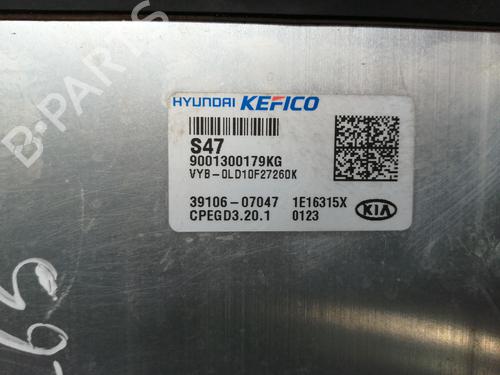 B-PARTS
HYUNDAI KEFICO
S47
9001300179KG
VYB-0LD10F27260K
39106-07047 1E16315X
CPEGD3.20.1 0123
KIA